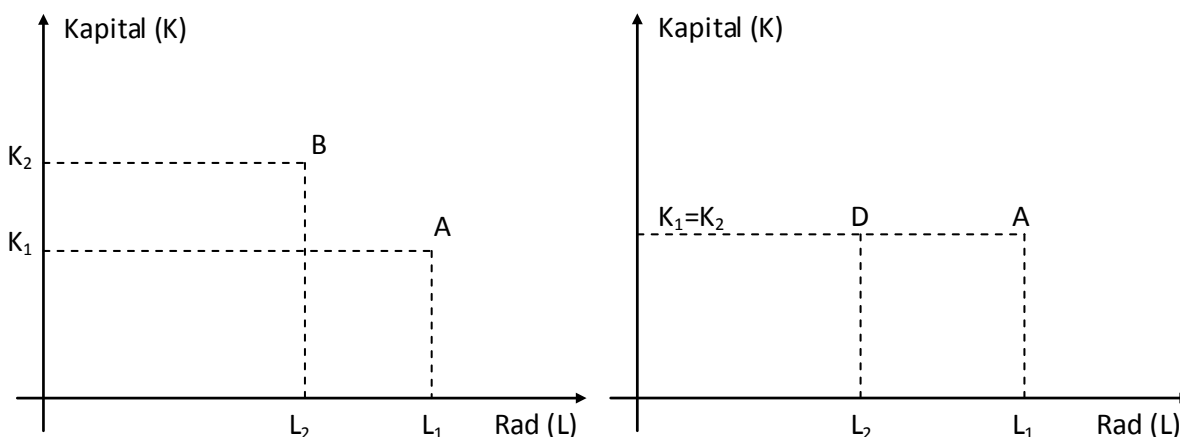 Kapital (K)
K₂
B
K₁
A
L₂
L₁
Rad (L)
Kapital (K)
K₁=K₂
D
A
L₂
L₁
Rad (L)